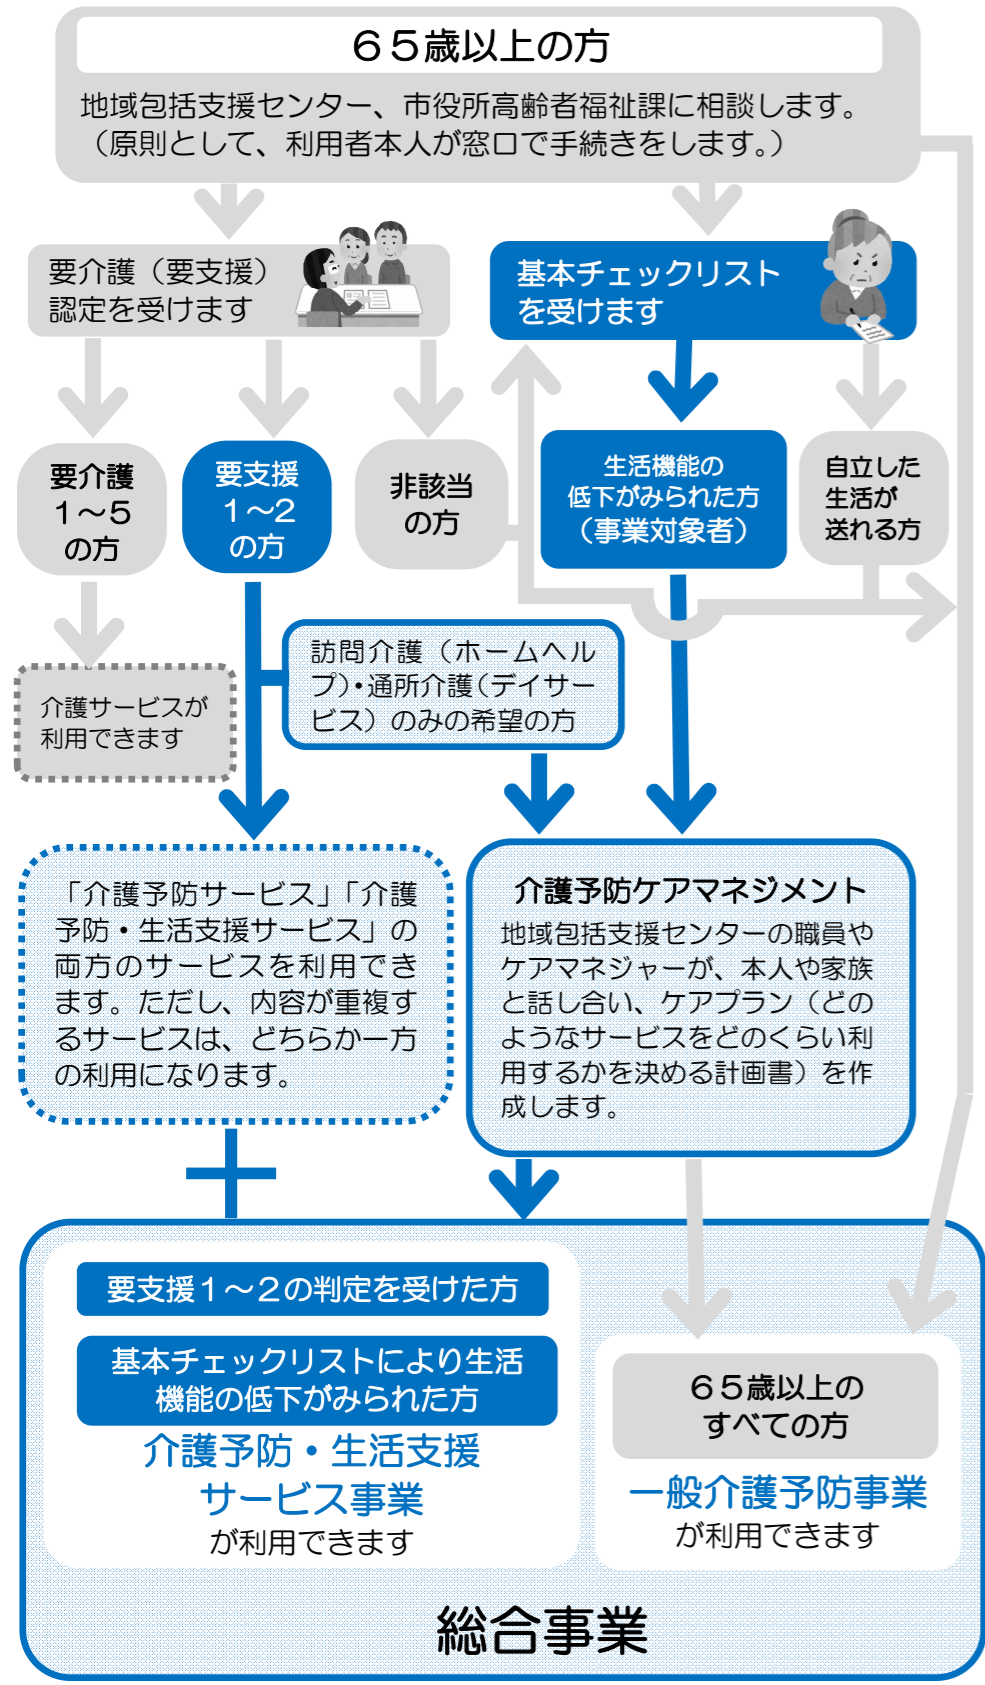 ６５歳以上の方
地域包括支援センター、市役所高齢者福祉課に相談します。
（原則として、利用者本人が窓口で手続きをします。）
要介護（要支援）
認定を受けます
基本チェックリスト
を受けます
要介護
１～５
の方
要支援
１～２
の方
非該当
の方
生活機能の
低下がみられた方
（事業対象者）
自立した
生活が
送れる方
訪問介護（ホームヘル
プ）・通所介護（デイサー
ビス）のみの希望の方
介護サービスが
利用できます
「介護予防サービス」「介護
予防・生活支援サービス」の
両方のサービスを利用でき
ます。ただし、内容が重複す
るサービスは、どちらか一方
の利用になります。
介護予防ケアマネジメント
地域包括支援センターの職員や
ケアマネジャーが、本人や家族
と話し合い、ケアプラン（どの
ようなサービスをどのくらい利
用するかを決める計画書）を作
成します。
要支援１～２の判定を受けた方
基本チェックリストにより生活
機能の低下がみられた方
介護予防・生活支援
サービス事業
が利用できます
６５歳以上の
すべての方
一般介護予防事業
が利用できます
総合事業